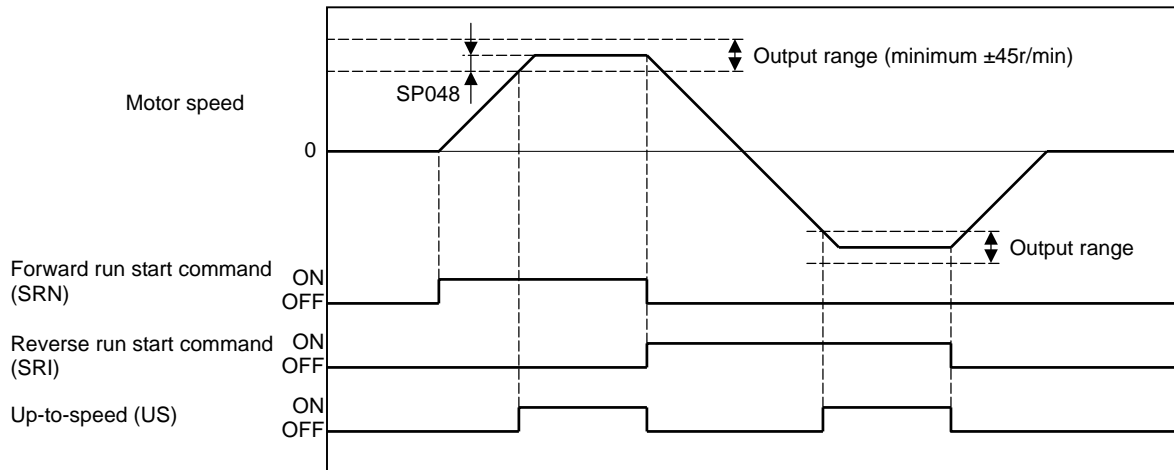 Output range (minimum ±45r/min)
SP048
Motor speed
0
Output range
Forward run start command
(SRN)
ON
OFF
Reverse run start command
(SRI)
ON
OFF
Up-to-speed (US)
ON
OFF